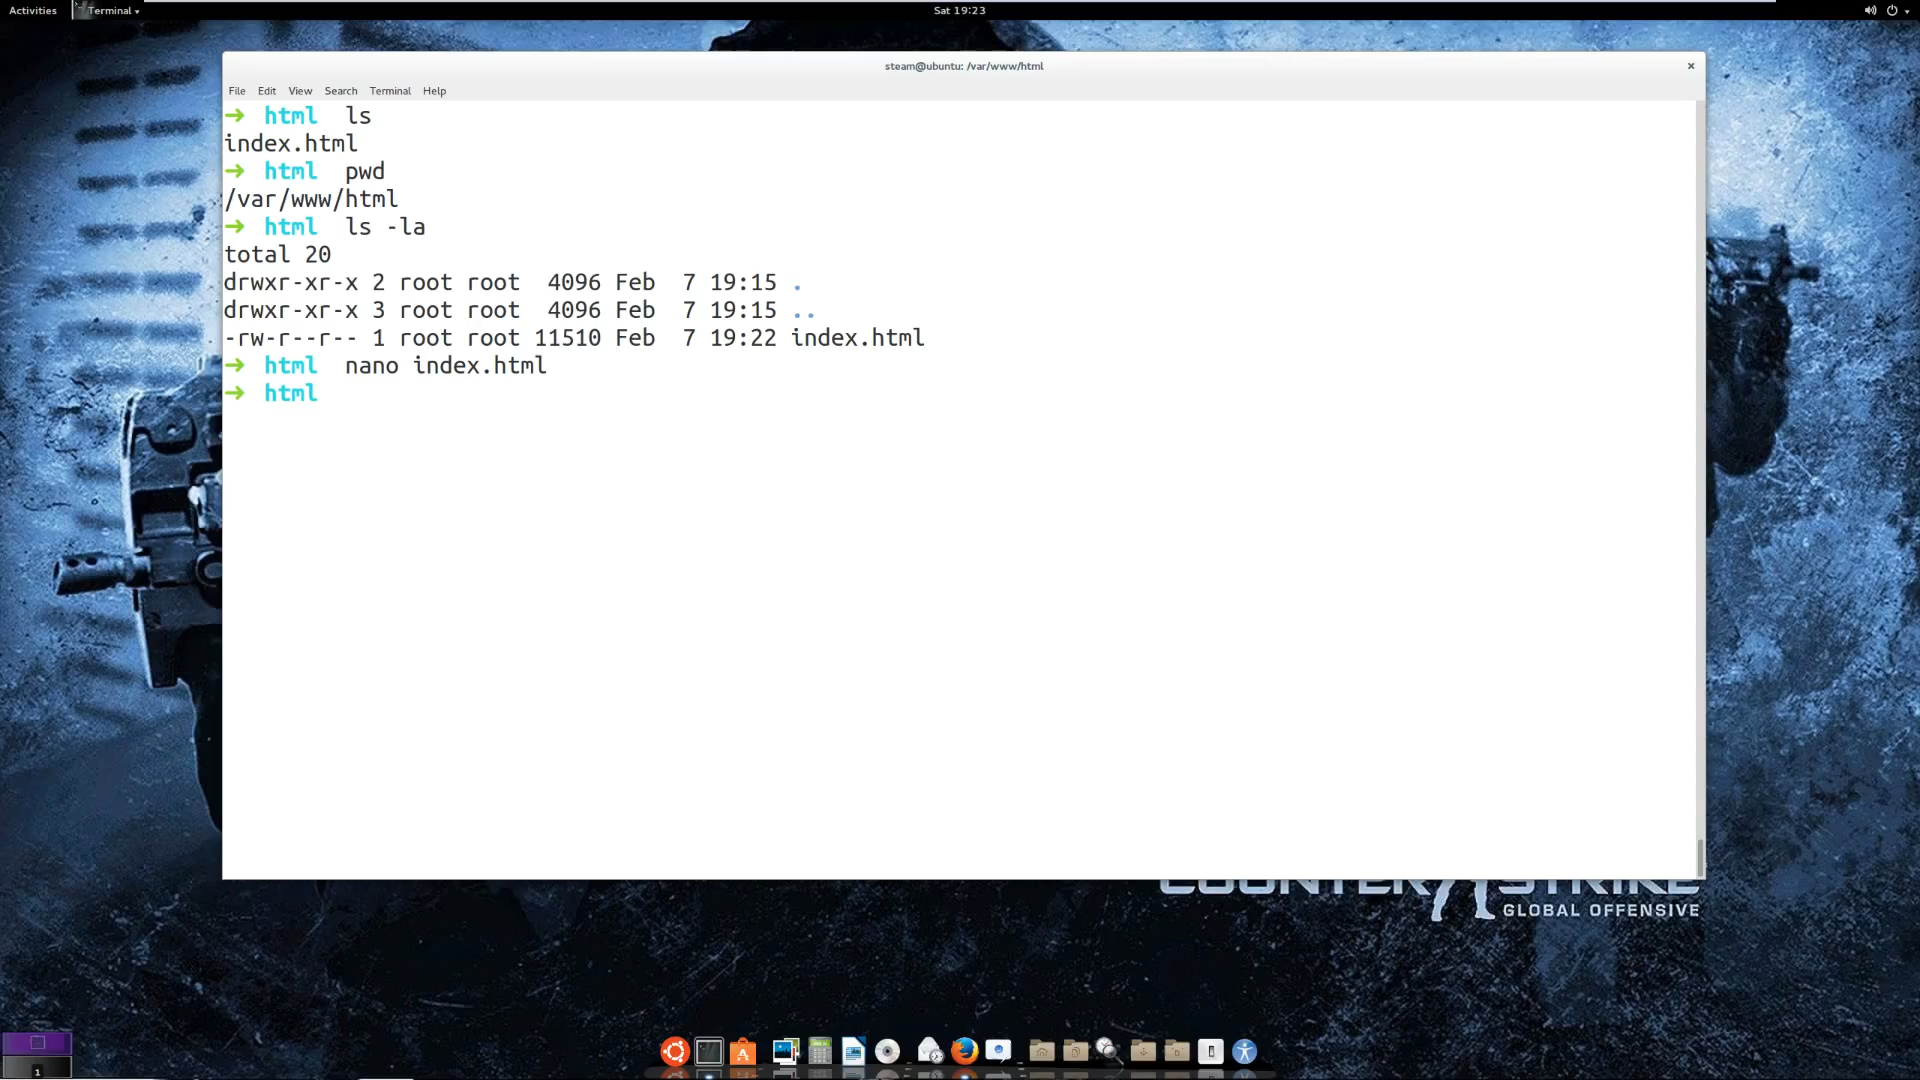 Activities Terminal Sat 19:23
steam@ubuntu: /var/www/html ×
File Edit View Search Terminal Help
➜ html ls
index.html
➜ html pwd
/var/www/html
➜ html ls -la
total 20
drwxr-xr-x 2 root root 4096 Feb 7 19:15 .
drwxr-xr-x 3 root root 4096 Feb 7 19:15 ..
-rw-r--r-- 1 root root 11510 Feb 7 19:22 index.html
➜ html nano index.html
➜ html
COUNTER STRIKE
GLOBAL OFFENSIVE
1